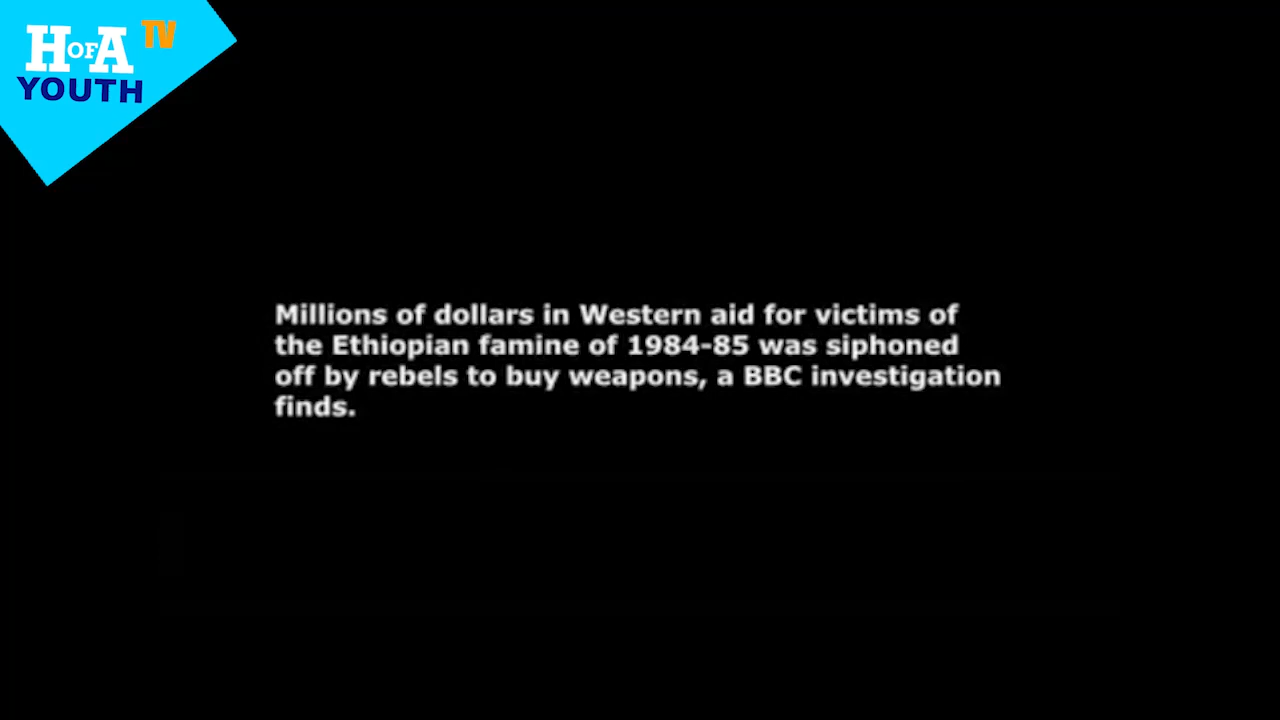 HOFA TV
YOUTH
Millions of dollars in Western aid for victims of
the Ethiopian famine of 1984-85 was siphoned
off by rebels to buy weapons, a BBC investigation
finds.